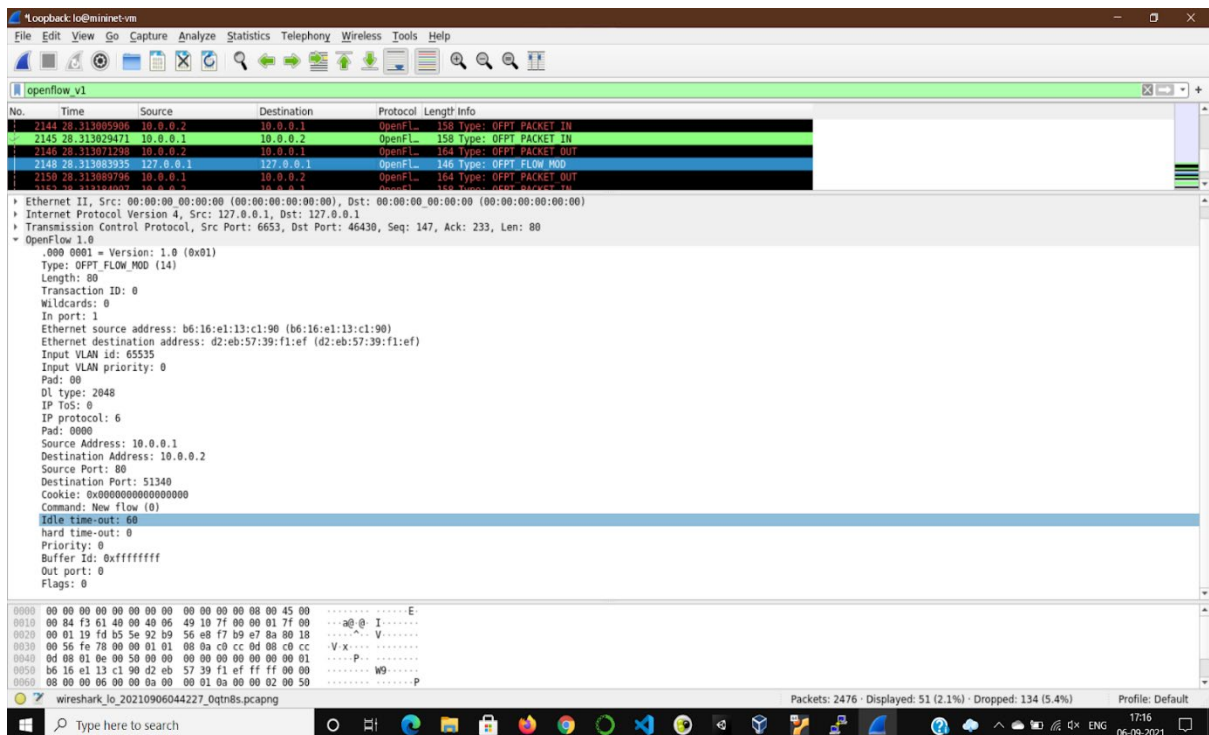 *Loopback: lo@mininet-vm
File Edit View Go Capture Analyze Statistics Telephony Wireless Tools Help
openflow_v1
No. Time Source Destination Protocol Length Info
2144 28.313005906 10.0.0.2 10.0.0.1 OpenFl… 158 Type: OFPT_PACKET_IN
2145 28.313029471 10.0.0.1 10.0.0.2 OpenFl… 158 Type: OFPT_PACKET_IN
2146 28.313071298 10.0.0.2 10.0.0.1 OpenFl… 164 Type: OFPT_PACKET_OUT
2148 28.313083935 127.0.0.1 127.0.0.1 OpenFl… 146 Type: OFPT_FLOW_MOD
2150 28.313089796 10.0.0.1 10.0.0.2 OpenFl… 164 Type: OFPT_PACKET_OUT
2152 28.313184997 10.0.0.2 10.0.0.1 OpenFl… 158 Type: OFPT_PACKET_IN
Ethernet II, Src: 00:00:00_00:00:00 (00:00:00:00:00:00), Dst: 00:00:00_00:00:00 (00:00:00:00:00:00)
Internet Protocol Version 4, Src: 127.0.0.1, Dst: 127.0.0.1
Transmission Control Protocol, Src Port: 6653, Dst Port: 46430, Seq: 147, Ack: 233, Len: 80
OpenFlow 1.0
.000 0001 = Version: 1.0 (0x01)
Type: OFPT_FLOW_MOD (14)
Length: 80
Transaction ID: 0
Wildcards: 0
In port: 1
Ethernet source address: b6:16:e1:13:c1:90 (b6:16:e1:13:c1:90)
Ethernet destination address: d2:eb:57:39:f1:ef (d2:eb:57:39:f1:ef)
Input VLAN id: 65535
Input VLAN priority: 0
Pad: 00
Dl type: 2048
IP ToS: 0
IP protocol: 6
Pad: 0000
Source Address: 10.0.0.1
Destination Address: 10.0.0.2
Source Port: 80
Destination Port: 51340
Cookie: 0x0000000000000000
Command: New flow (0)
Idle time-out: 60
hard time-out: 0
Priority: 0
Buffer Id: 0xffffffff
Out port: 0
Flags: 0
0000 00 00 00 00 00 00 00 00 00 00 00 00 08 00 45 00 ········ ······E·
0010 00 84 f3 61 40 00 40 06 49 10 7f 00 00 01 7f 00 ···a@·@· I·······
0020 00 01 19 fd b5 5e 92 b9 56 e8 f7 b9 e7 8a 80 18 ·····^·· V·······
0030 00 56 fe 78 00 00 01 01 08 0a c0 cc 0d 08 c0 cc ·V·x···· ········
0040 0d 08 01 0e 00 50 00 00 00 00 00 00 00 00 00 01 ·····P·· ········
0050 b6 16 e1 13 c1 90 d2 eb 57 39 f1 ef ff ff 00 00 ········ W9······
0060 08 00 00 06 00 00 0a 00 00 01 0a 00 00 02 00 50 ········ ·······P
wireshark_lo_20210906044227_0qtn8s.pcapng Packets: 2476 · Displayed: 51 (2.1%) · Dropped: 134 (5.4%) Profile: Default
Type here to search ENG 17:16
06-09-2021